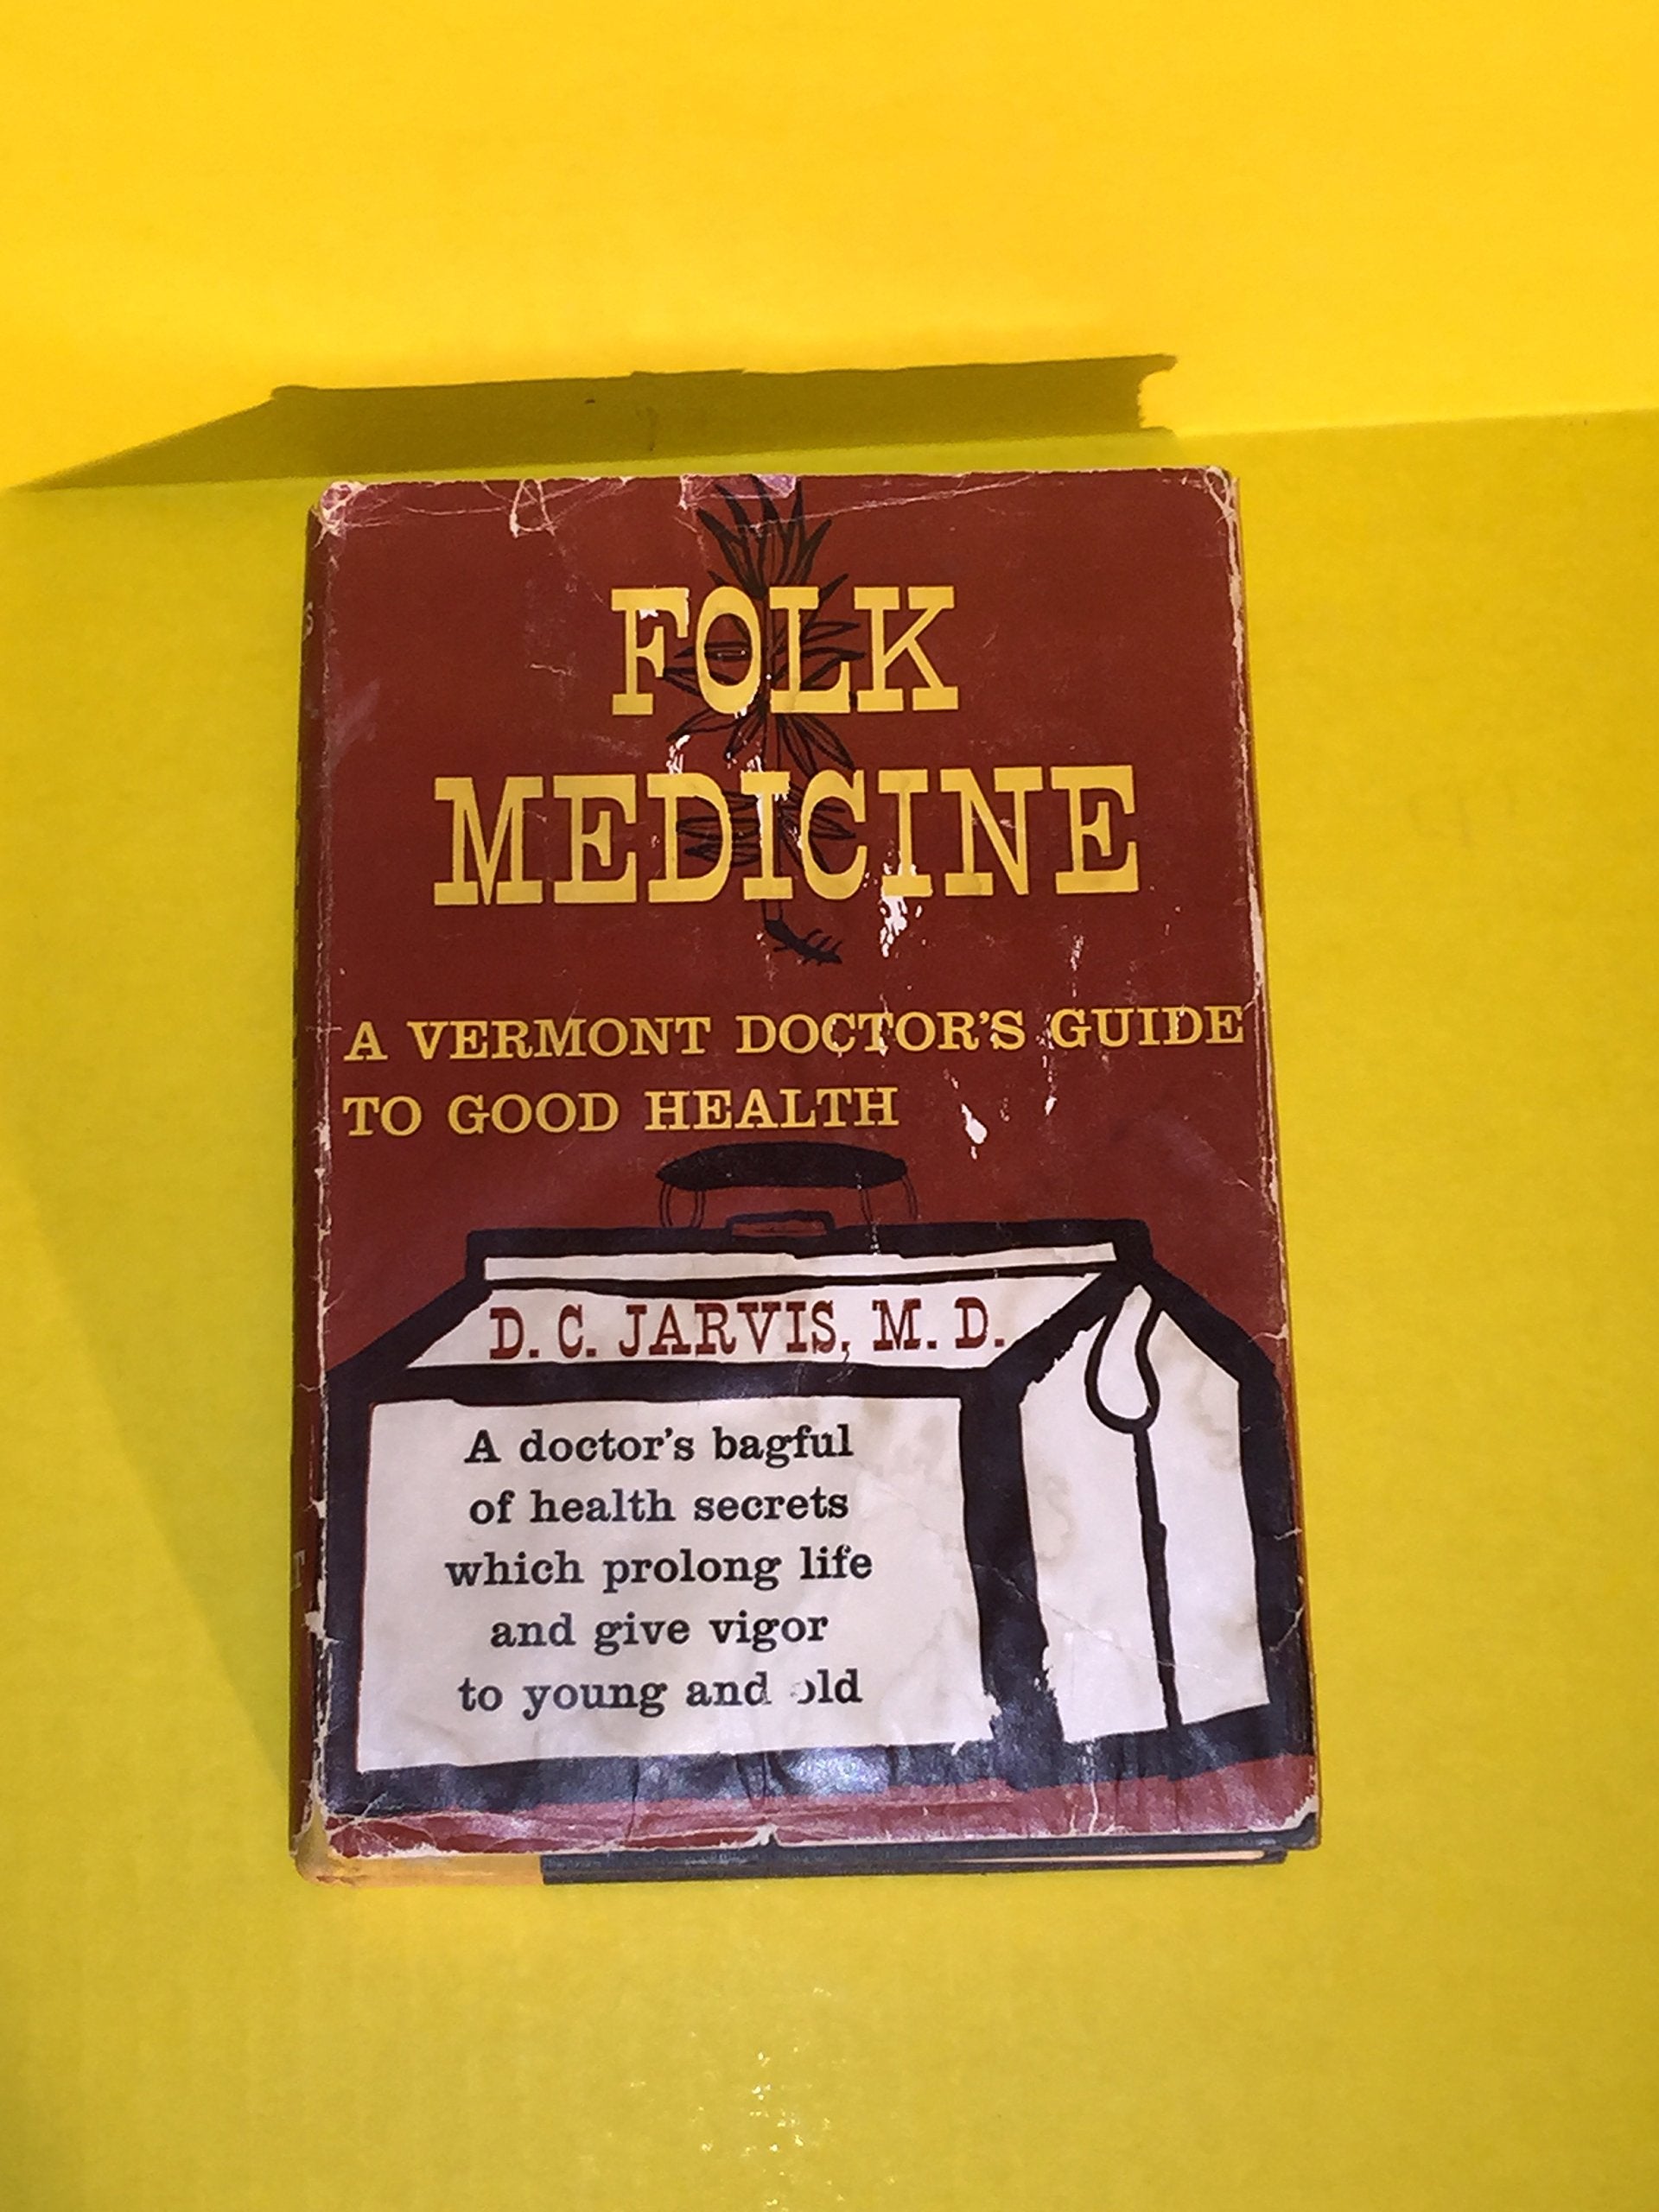 FOLK
MEDICINE
A VERMONT DOCTOR'S GUIDE
TO GOOD HEALTH
D. C. JARVIS, M. D.
A doctor's bagful
of health secrets
which prolong life
and give vigor
to young and old